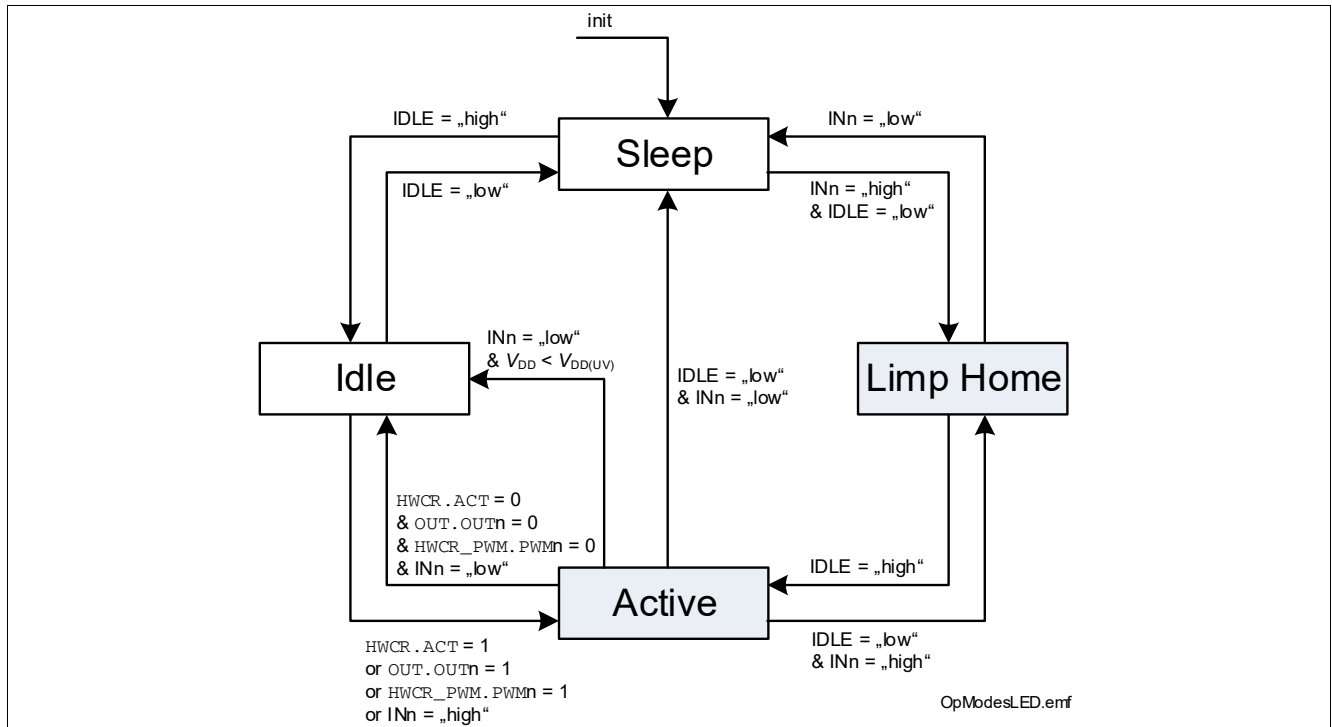 init
IDLE = „high“
INn = „low“
Sleep
IDLE = „low“
INn = „high“
& IDLE = „low“
INn = „low“
& VDD < VDD(UV)
Idle
IDLE = „low“
& INn = „low“
Limp Home
HWCR.ACT = 0
& OUT.OUTn = 0
& HWCR_PWM.PWMn = 0
& INn = „low“
IDLE = „high“
Active
IDLE = „low“
& INn = „high“
HWCR.ACT = 1
or OUT.OUTn = 1
or HWCR_PWM.PWMn = 1
or INn = „high“
OpModesLED.emf